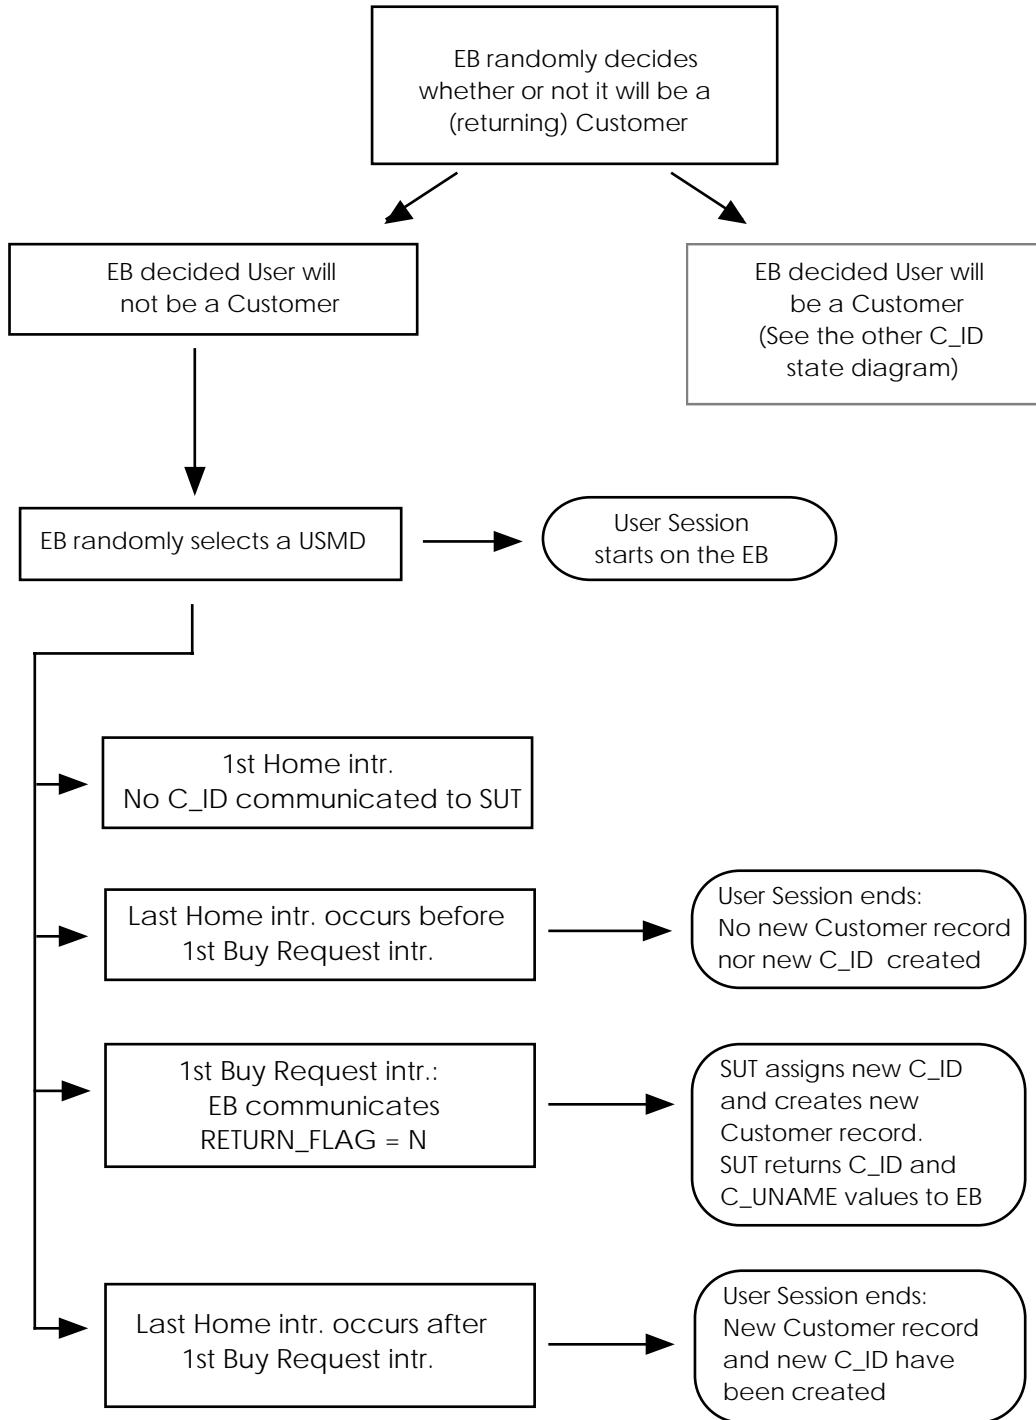 EB randomly decides
whether or not it will be a
(returning) Customer
EB decided User will
not be a Customer
EB decided User will
be a Customer
(See the other C_ID
state diagram)
EB randomly selects a USMD
User Session
starts on the EB
1st Home intr.
No C_ID communicated to SUT
Last Home intr. occurs before
1st Buy Request intr.
User Session ends:
No new Customer record
nor new C_ID created
1st Buy Request intr.:
EB communicates
RETURN_FLAG = N
SUT assigns new C_ID
and creates new
Customer record.
SUT returns C_ID and
C_UNAME values to EB
Last Home intr. occurs after
1st Buy Request intr.
User Session ends:
New Customer record
and new C_ID have
been created